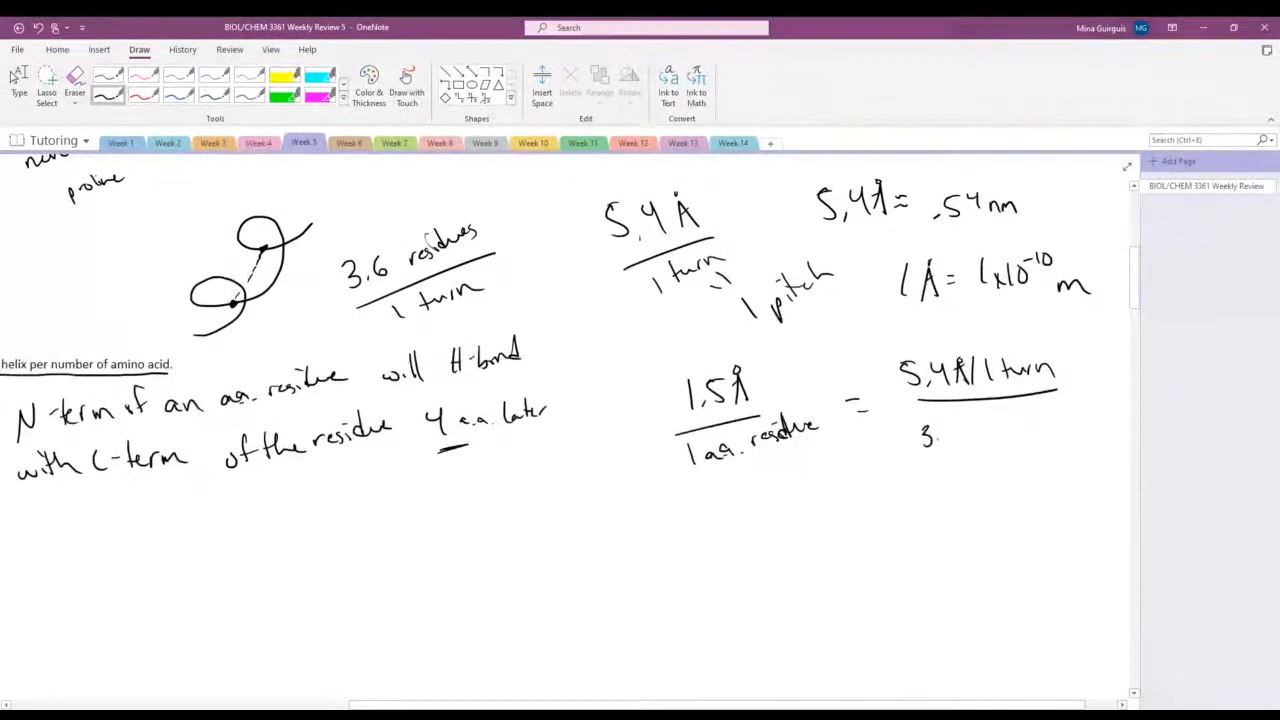 BIOL/CHEM 3361 Weekly Review 5 - OneNote
Search
Mina Guirguis
MG
File Home Insert Draw History Review View Help
Type
Lasso Select
Eraser
Color & Thickness
Draw with Touch
Insert Space
Delete
Arrange
Rotate
Ink to Text
Ink to Math
Tools
Shapes
Edit
Convert
Tutoring
Week 1 Week 2 Week 3 Week 4 Week 5 Week 6 Week 7 Week 8 Week 9 Week 10 Week 11 Week 12 Week 13 Week 14 +
Search (Ctrl+E)
Add Page
BIOL/CHEM 3361 Weekly Review
proline
3.6 residues
1 turn
5.4 Å
1 turn
1 pitch
5.4Å = .54 nm
1 Å = 1x10⁻¹⁰ m
helix per number of amino acid.
N-term of an a.a. residue will H-bond
with C-term of the residue 4 a.a. later
1.5Å
1 a.a. residue
=
5.4Å/1 turn
3.